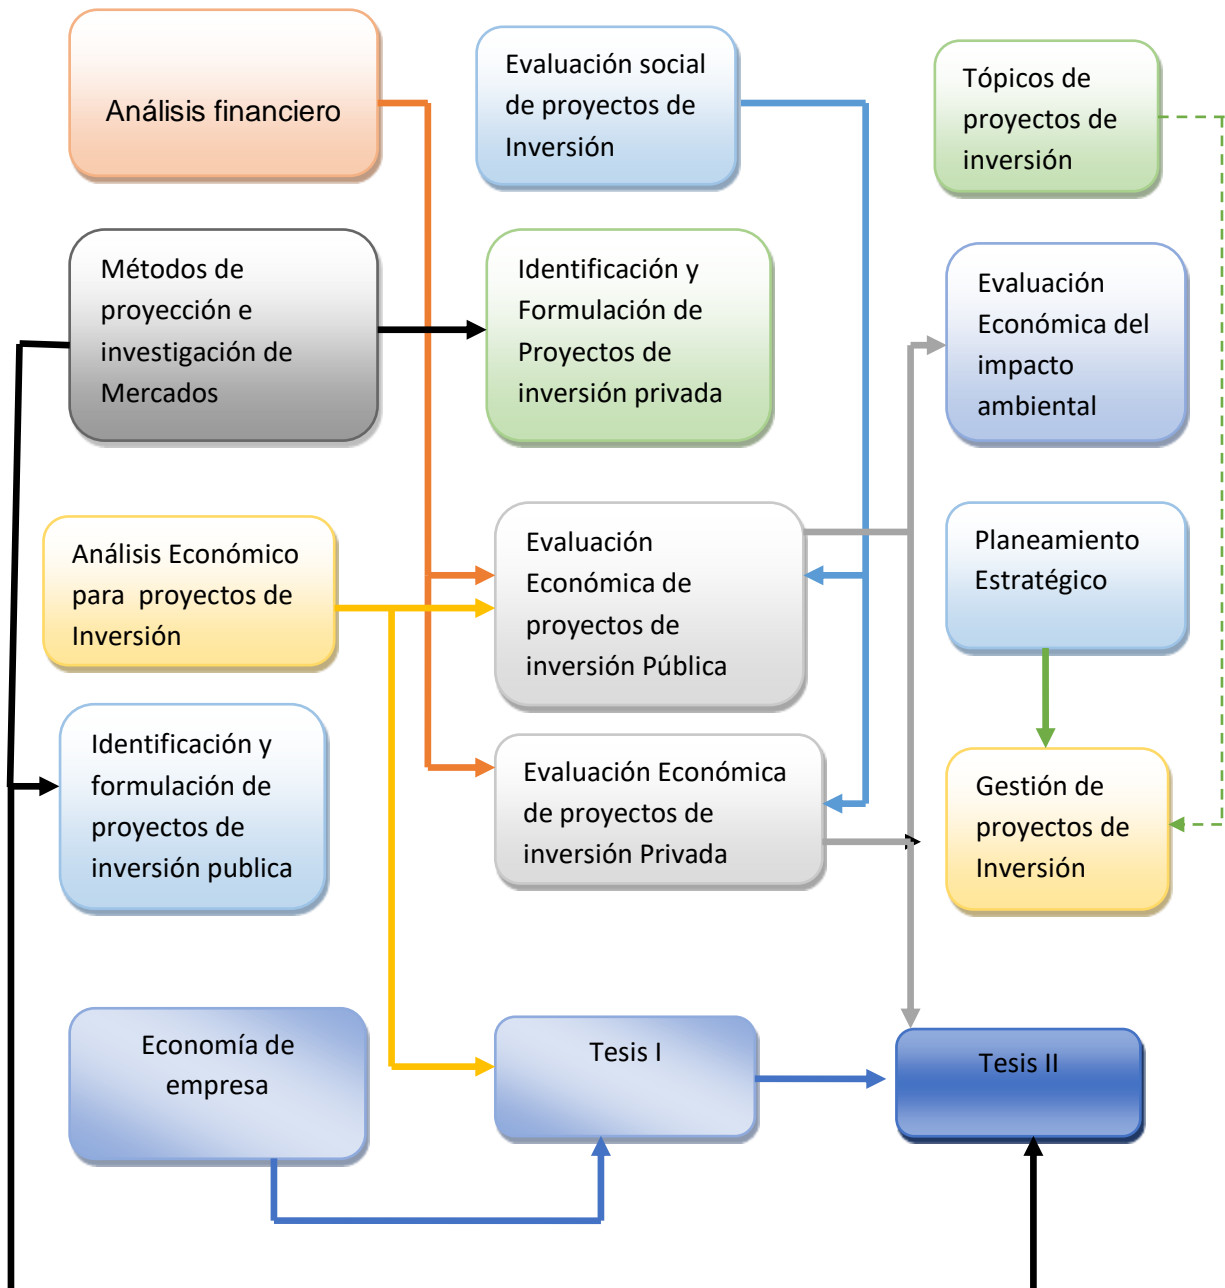 Análisis financiero
Evaluación social
de proyectos de
Inversión
Tópicos de
proyectos de
inversión
Métodos de
proyección e
investigación de
Mercados
Identificación y
Formulación de
Proyectos de
inversión privada
Evaluación
Económica del
impacto
ambiental
Análisis Económico
para  proyectos de
Inversión
Evaluación
Económica de
proyectos de
inversión Pública
Planeamiento
Estratégico
Identificación y
formulación de
proyectos de
inversión publica
Evaluación Económica
de proyectos de
inversión Privada
Gestión de
proyectos de
Inversión
Economía de
empresa
Tesis I
Tesis II